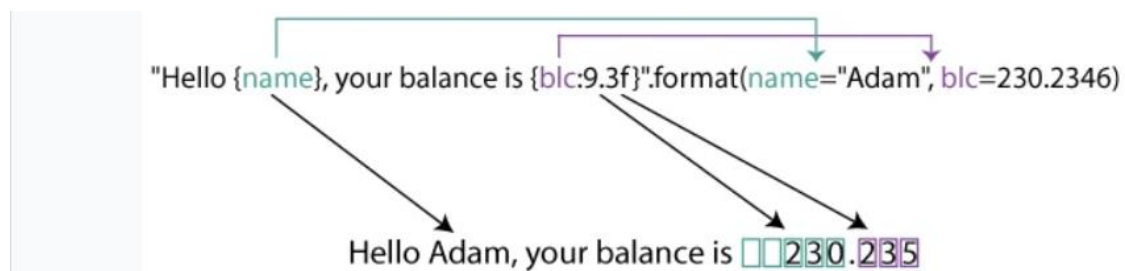 "Hello {name}, your balance is {blc:9.3f}".format(name="Adam", blc=230.2346)
Hello Adam, your balance is 230.235